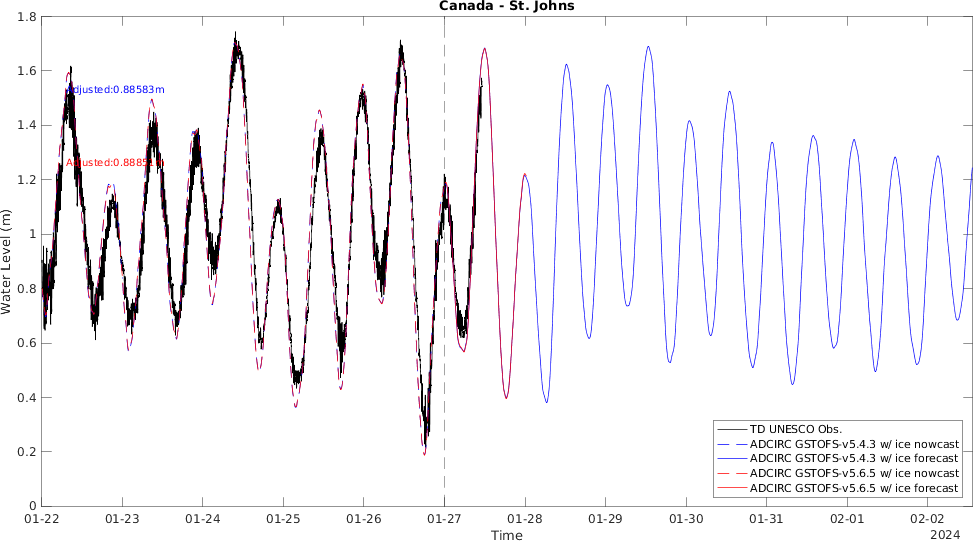 Canada - St. Johns
1.8
1.6
1.4
1.2
1
0.8
0.6
0.4
0.2
0
Water Level (m)
Adjusted:0.88583m
TD UNESCO Obs.
ADCIRC GSTOFS-v5.4.3 w/ ice nowcast
ADCIRC GSTOFS-v5.4.3 w/ ice forecast
ADCIRC GSTOFS-v5.6.5 w/ ice nowcast
ADCIRC GSTOFS-v5.6.5 w/ ice forecast
01-22 01-23 01-24 01-25 01-26 01-27 01-28 01-29 01-30 01-31 02-01 02-02
Time
2024